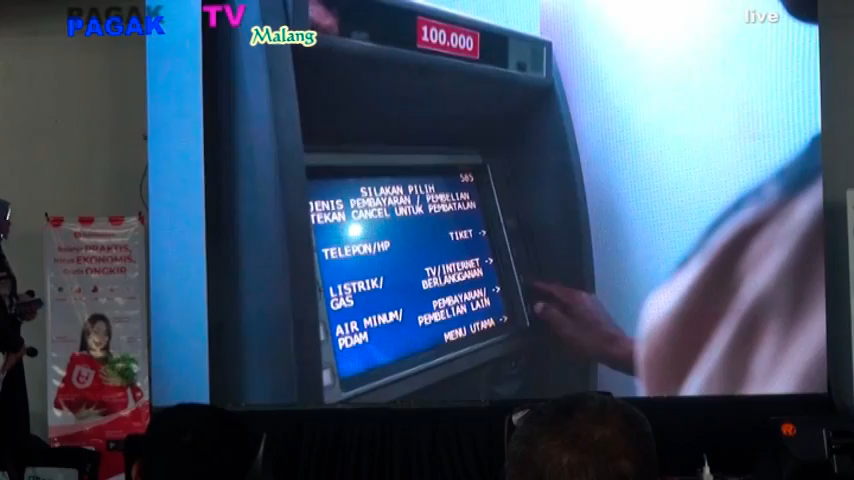 PAGAK
TV
Malang
live
100.000
585
SILAKAN PILIH
JENIS PEMBAYARAN / PEMBELIAN
TEKAN CANCEL UNTUK PEMBATALAN
TELEPON/HP
TIKET ->
LISTRIK/
GAS
TV/INTERNET ->
BERLANGGANAN
AIR MINUM/
PDAM
PEMBAYARAN/ ->
PEMBELIAN LAIN
MENU UTAMA ->
PRAKTIS,
EKONOMIS,
ONGKIR